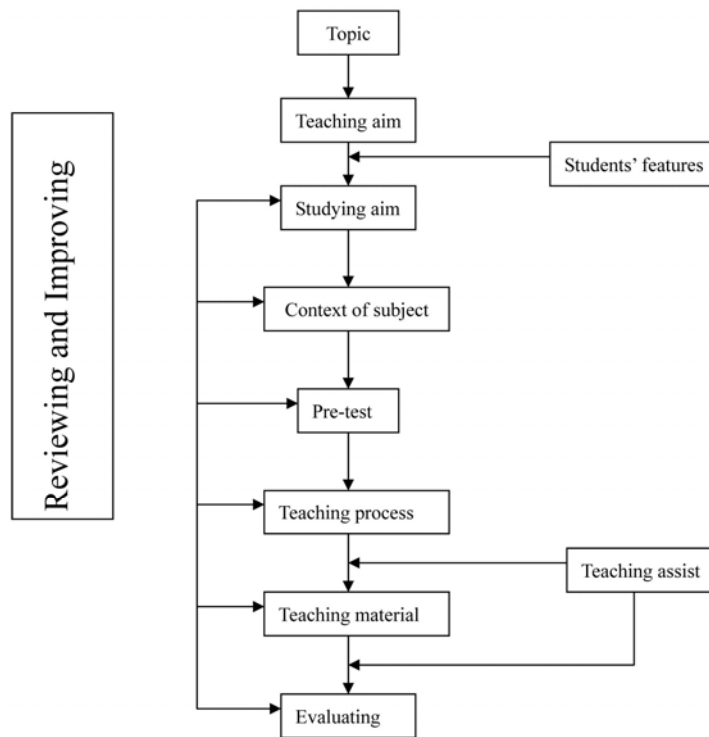 Topic
Teaching aim
Students' features
Studying aim
Context of subject
Pre-test
Teaching process
Teaching assist
Teaching material
Evaluating
Reviewing and Improving